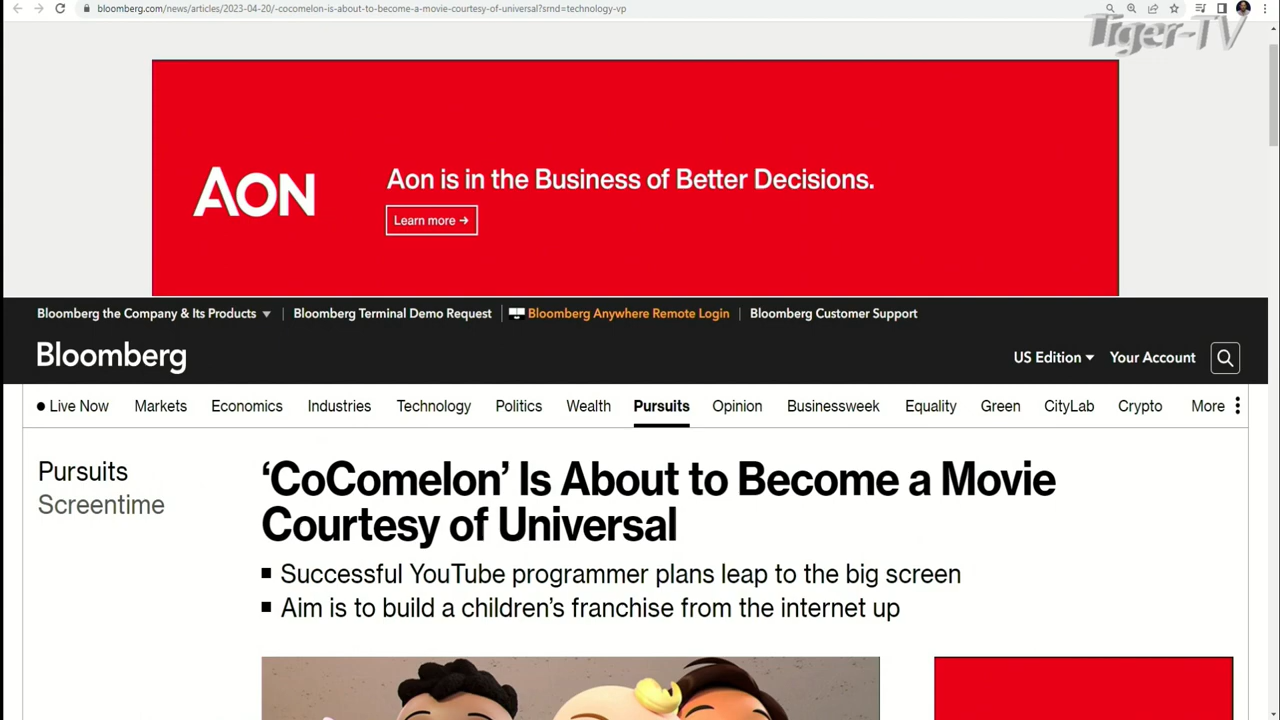 bloomberg.com/news/articles/2023-04-20/-cocomelon-is-about-to-become-a-movie-courtesy-of-universal?srnd=technology-vp
Tiger-TV
AON
Aon is in the Business of Better Decisions.
Learn more →
Bloomberg the Company & Its Products
Bloomberg Terminal Demo Request
Bloomberg Anywhere Remote Login
Bloomberg Customer Support
Bloomberg
US Edition
Your Account
Live Now
Markets
Economics
Industries
Technology
Politics
Wealth
Pursuits
Opinion
Businessweek
Equality
Green
CityLab
Crypto
More
Pursuits
Screentime
‘CoComelon’ Is About to Become a Movie
Courtesy of Universal
Successful YouTube programmer plans leap to the big screen
Aim is to build a children’s franchise from the internet up